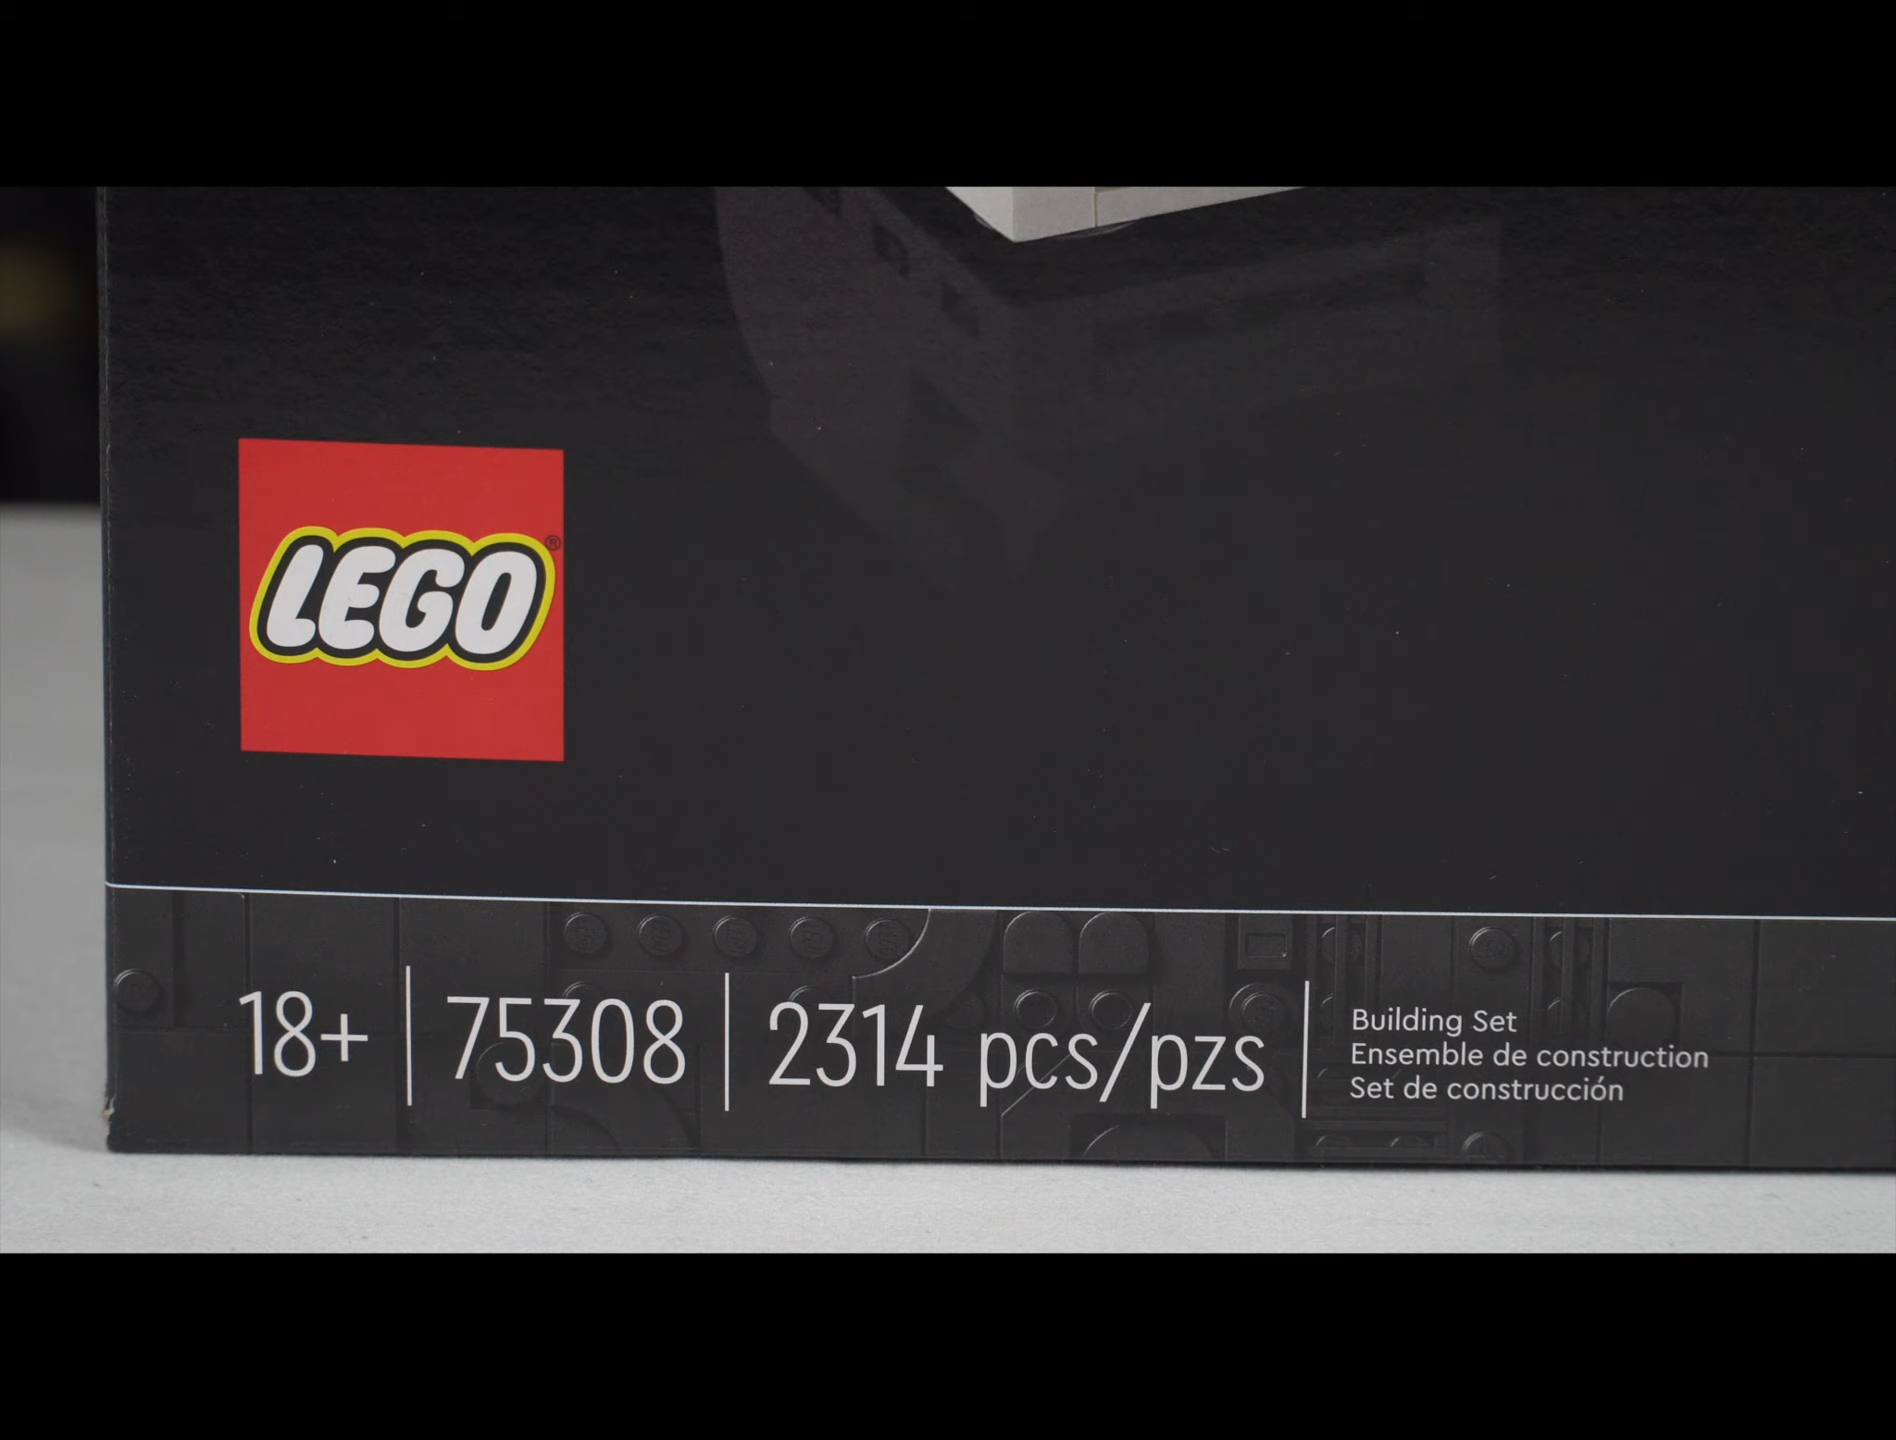 LEGO®
18+ | 75308 | 2314 pcs/pzs
Building Set
Ensemble de construction
Set de construcción